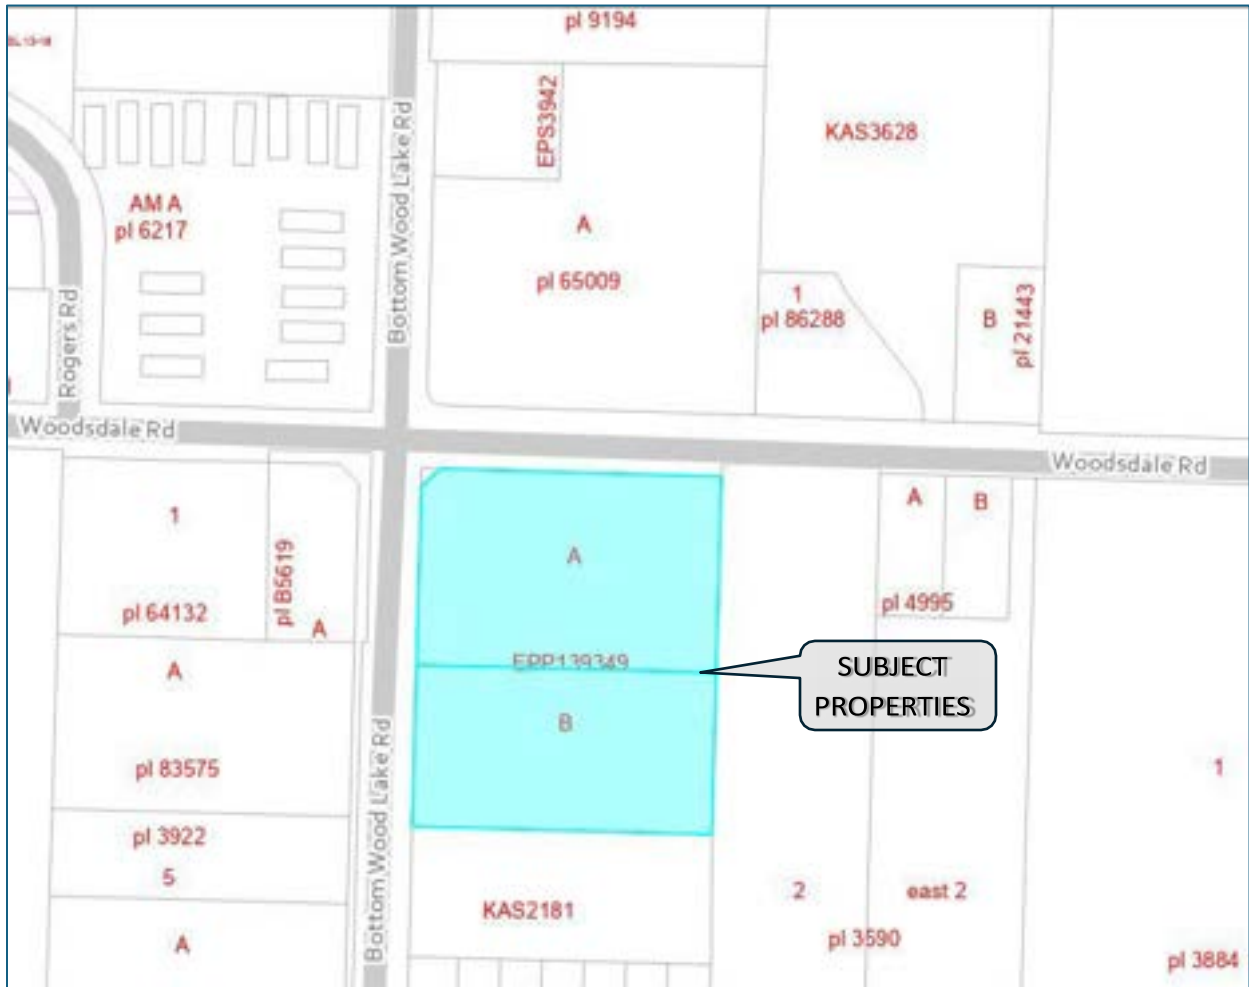 pl 9194
EPS3942
KAS3628
Bottom Wood Lake Rd
AM A
pl 6217
A
pl 65009
1
pl 86288
B
pl 21443
Rogers Rd
Woodsdale Rd
Woodsdale Rd
1
pl B5619
pl 64132
A
A
EPP139349
B
A
B
pl 4995
SUBJECT
PROPERTIES
A
pl 83575
pl 3922
5
A
Bottom Wood Lake Rd
KAS2181
2
east 2
pl 3590
1
pl 3884